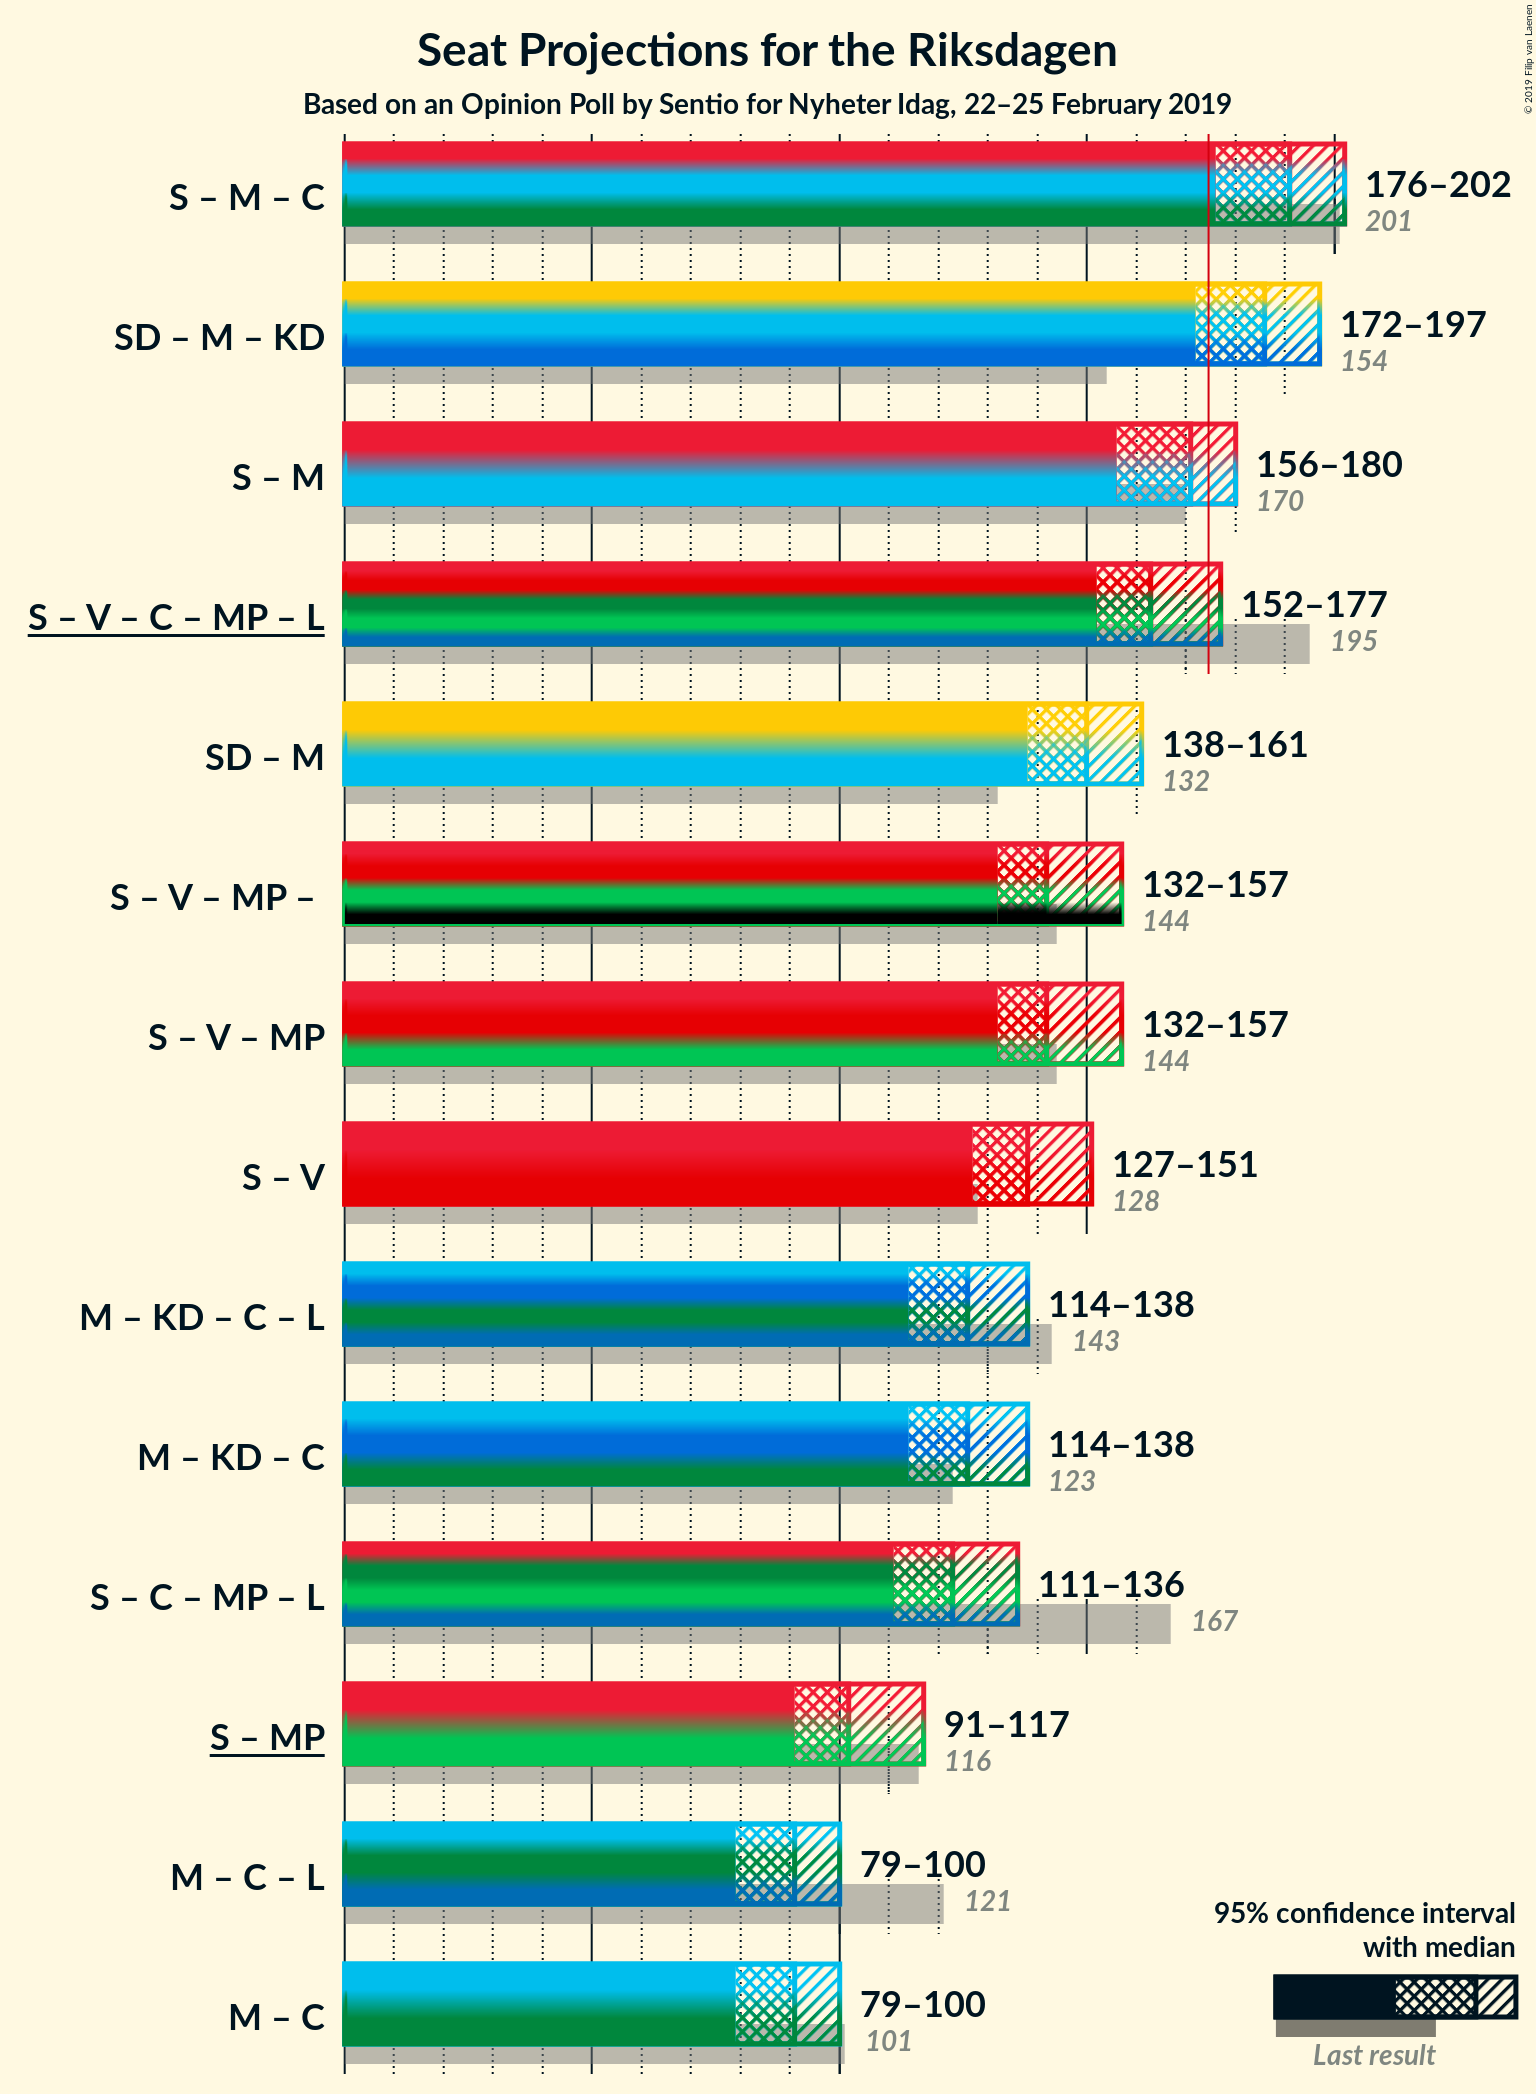 Seat Projections for the Riksdagen
Based on an Opinion Poll by Sentio for Nyheter Idag, 22–25 February 2019
© 2019 Filip van Laenen
S – M – C
176–202
201
SD – M – KD
172–197
154
S – M
156–180
170
S – V – C – MP – L
152–177
195
SD – M
138–161
132
S – V – MP –
132–157
144
S – V – MP
132–157
144
S – V
127–151
128
M – KD – C – L
114–138
143
M – KD – C
114–138
123
S – C – MP – L
111–136
167
S – MP
91–117
116
M – C – L
79–100
121
M – C
79–100
101
95% confidence interval
with median
Last result